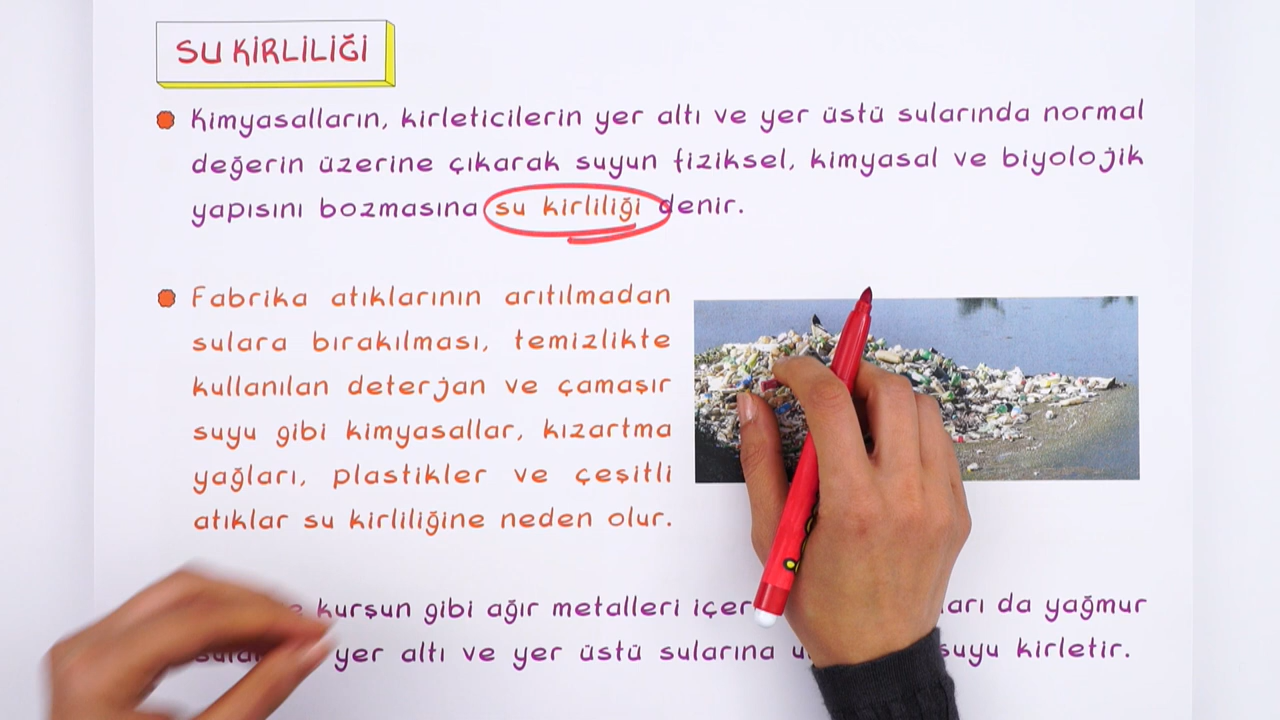 SU KİRLİLİĞİ
Kimyasalların, kirleticilerin yer altı ve yer üstü sularında normal
değerin üzerine çıkarak suyun fiziksel, kimyasal ve biyolojik
yapısını bozmasına su kirliliği denir.
Fabrika atıklarının arıtılmadan
sulara bırakılması, temizlikte
kullanılan deterjan ve çamaşır
suyu gibi kimyasallar, kızartma
yağları, plastikler ve çeşitli
atıklar su kirliliğine neden olur.
kurşun gibi ağır metalleri da yağmur
yer altı ve yer üstü sularına suyu kirletir.